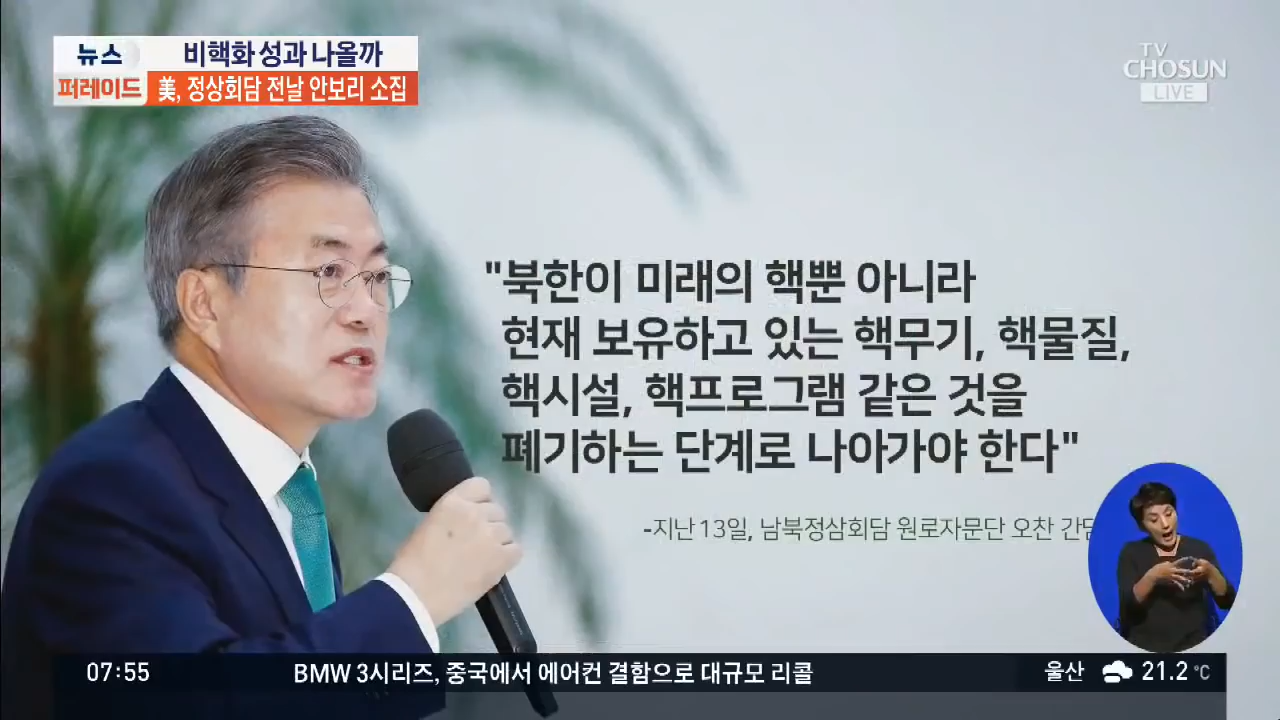 뉴스
퍼레이드
비핵화 성과 나올까
美, 정상회담 전날 안보리 소집
TV
CHOSUN
LIVE
"북한이 미래의 핵뿐 아니라
현재 보유하고 있는 핵무기, 핵물질,
핵시설, 핵프로그램 같은 것을
폐기하는 단계로 나아가야 한다"
-지난 13일, 남북정삼회담 원로자문단 오찬
07:55
BMW 3시리즈, 중국에서 에어컨 결함으로 대규모 리콜
울산 21.2℃